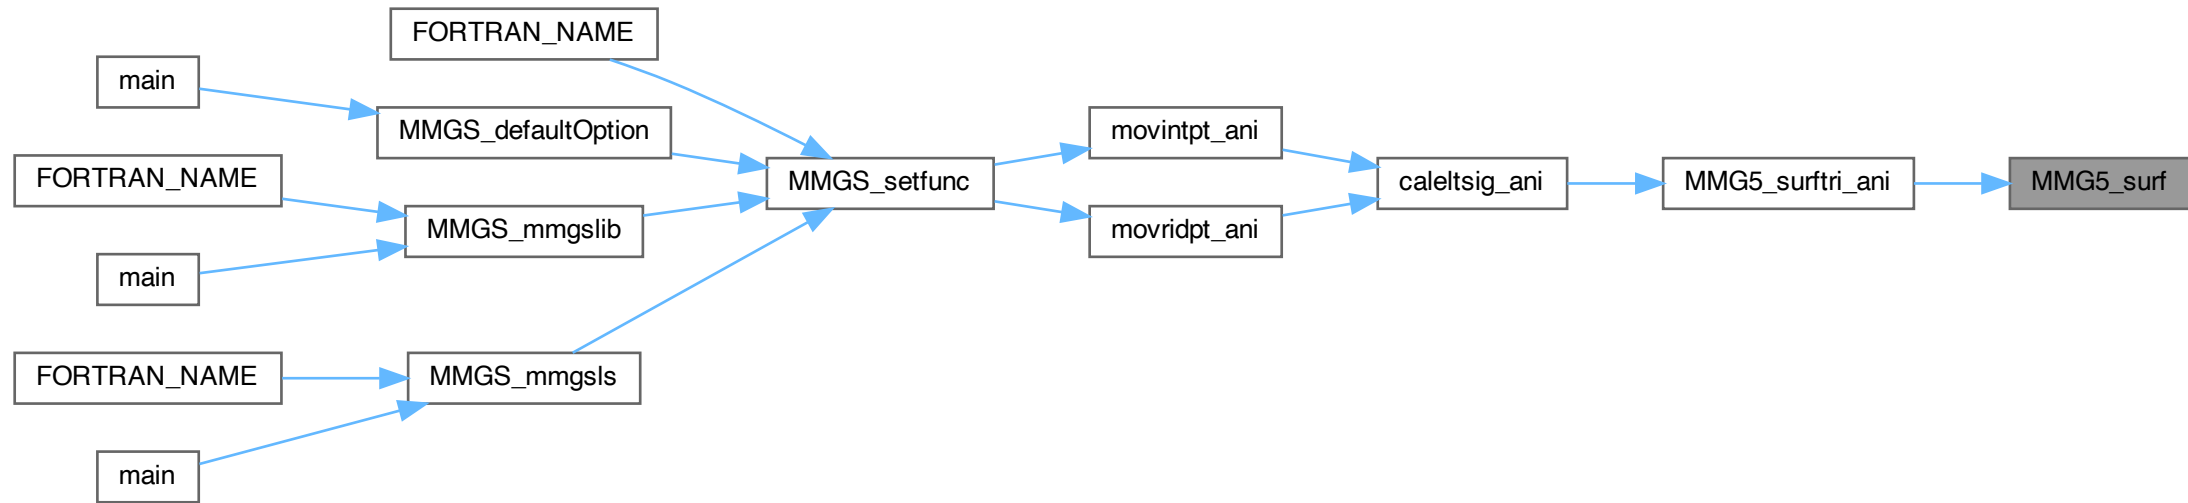 FORTRAN_NAME
main
MMGS_defaultOption
movintpt_ani
FORTRAN_NAME
MMGS_setfunc
caleltsig_ani
MMG5_surftri_ani
MMG5_surf
MMGS_mmgslib
movridpt_ani
main
FORTRAN_NAME
MMGS_mmgsls
main